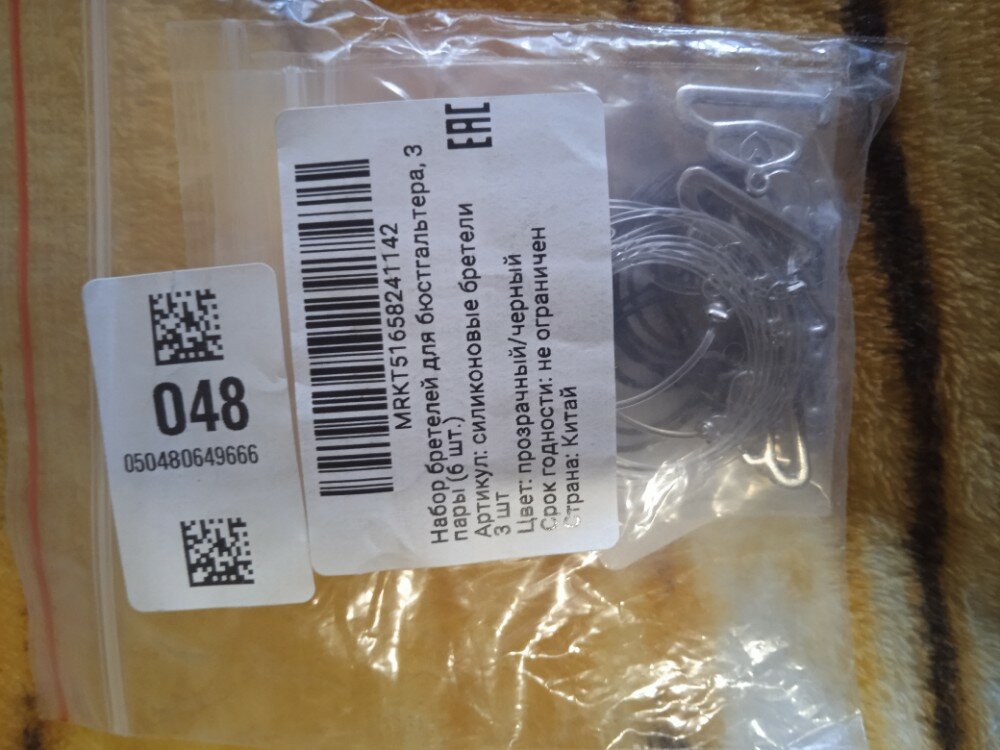 048
050480649666
MRKT51658241142
Набор бретелей для бюстгальтера, 3
пары (6 шт.)
Артикул: силиконовые бретели
3 шт
Цвет: прозрачный/черный
Срок годности: не ограничен
Страна: Китай
EAC